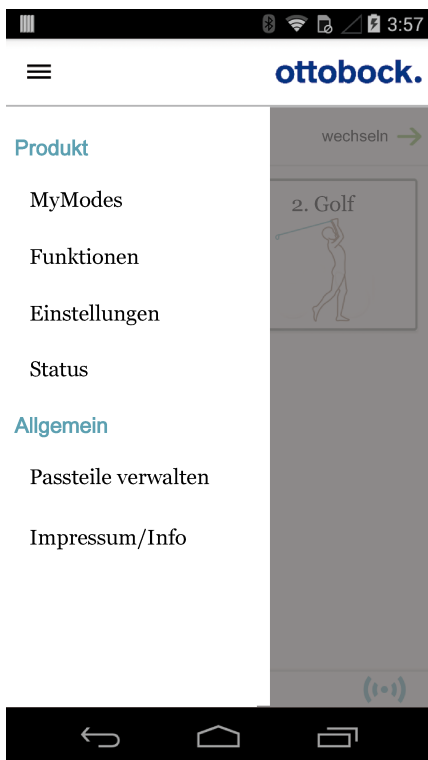 3:57
ottobock.
Produkt
wechseln
MyModes
2. Golf
Funktionen
Einstellungen
Status
Allgemein
Passteile verwalten
Impressum/Info